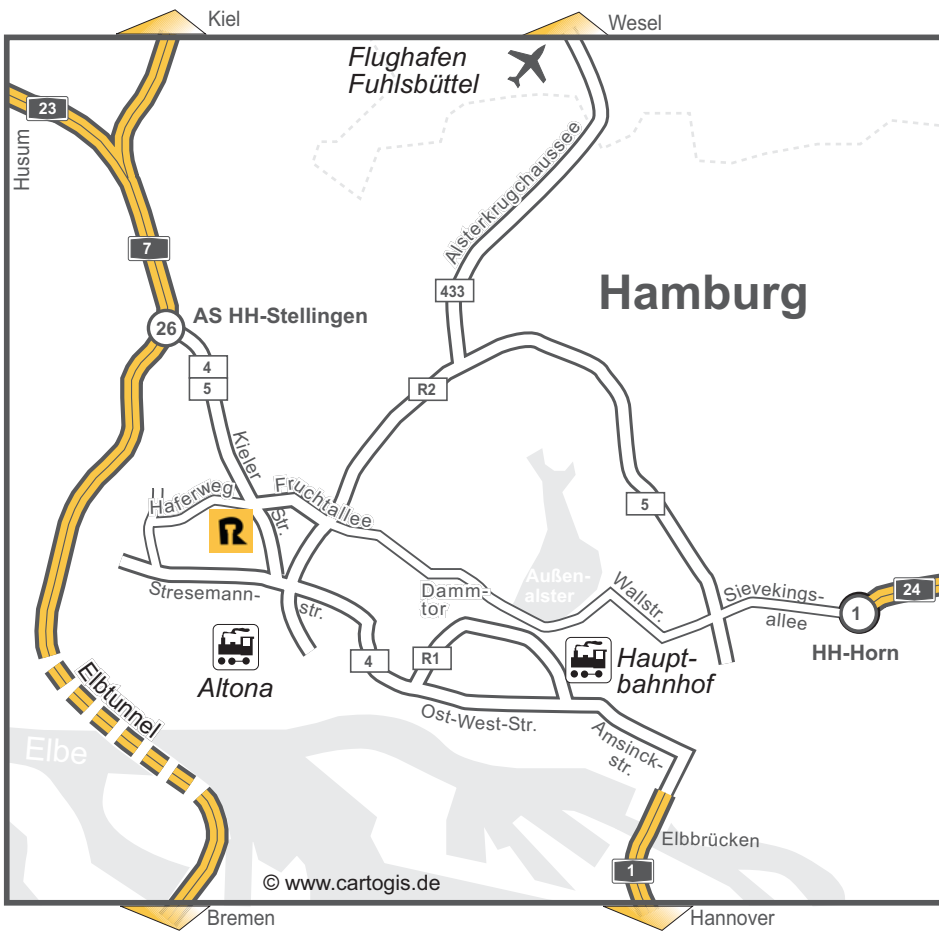 Kiel
Wesel
Flughafen
Fuhlsbüttel
23
Husum
Alsterkrugchaussee
7
433
Hamburg
26
AS HH-Stellingen
4
5
R2
Kieler
Str.
Haferweg
Fruchtallee
R
5
Außen-
alster
Damm-
tor
Wallstr.
Sievekings-
allee
24
1
HH-Horn
Stresemann-
str.
4
R1
Altona
Haupt-
bahnhof
Ost-West-Str.
Amsinck-
str.
Elbtunnel
Elbe
Elbbrücken
1
© www.cartogis.de
Bremen
Hannover